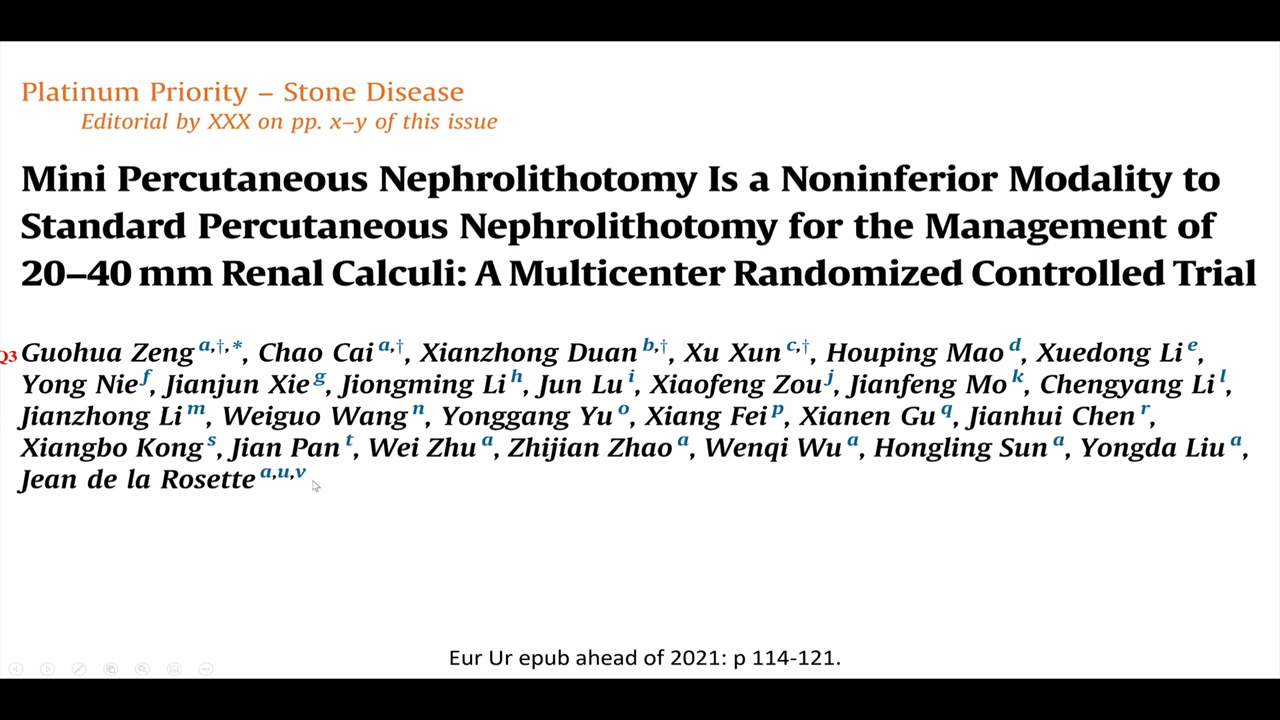 Platinum Priority – Stone Disease
Editorial by XXX on pp. x–y of this issue
Mini Percutaneous Nephrolithotomy Is a Noninferior Modality to
Standard Percutaneous Nephrolithotomy for the Management of
20–40 mm Renal Calculi: A Multicenter Randomized Controlled Trial
Q3 Guohua Zeng a,†,*, Chao Cai a,†, Xianzhong Duan b,†, Xu Xun c,†, Houping Mao d, Xuedong Li e,
Yong Nie f, Jianjun Xie g, Jiongming Li h, Jun Lu i, Xiaofeng Zou j, Jianfeng Mo k, Chengyang Li l,
Jianzhong Li m, Weiguo Wang n, Yonggang Yu o, Xiang Fei p, Xianen Gu q, Jianhui Chen r,
Xiangbo Kong s, Jian Pan t, Wei Zhu a, Zhijian Zhao a, Wenqi Wu a, Hongling Sun a, Yongda Liu a,
Jean de la Rosette a,u,v
Eur Ur epub ahead of 2021: p 114-121.